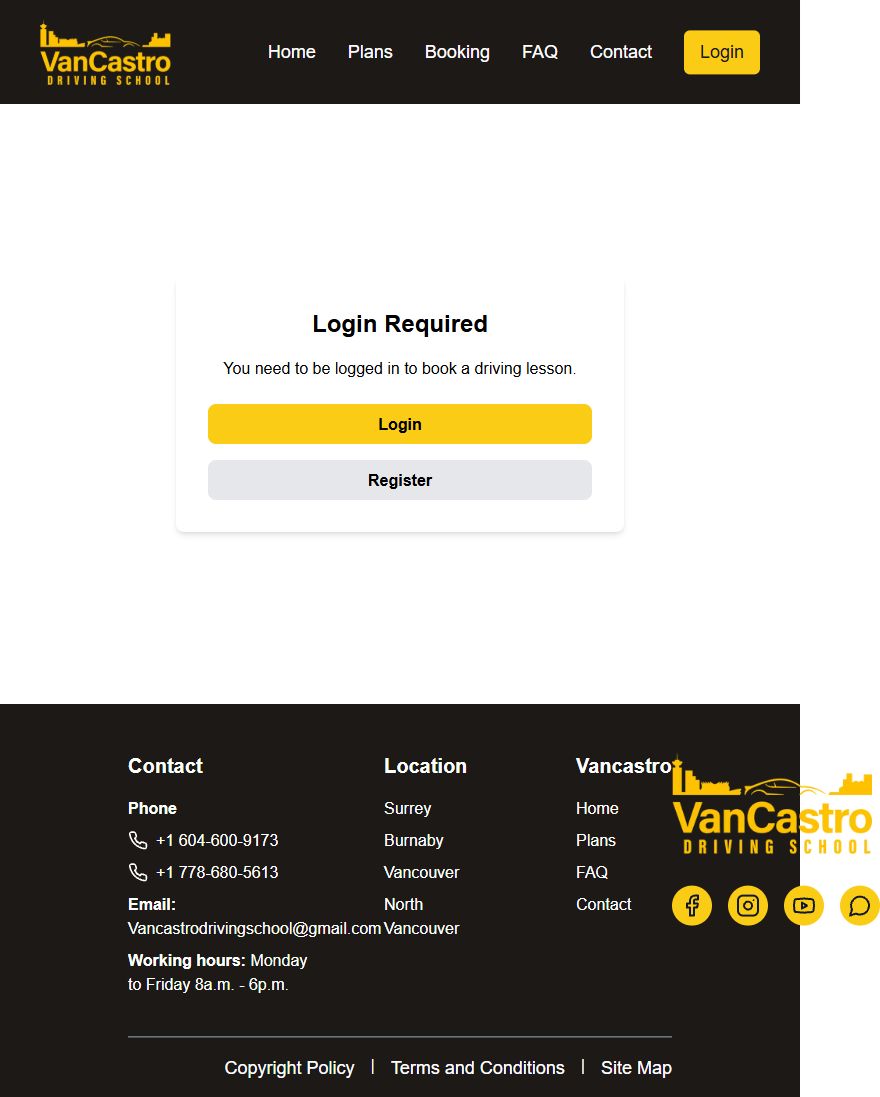 VanCastro
DRIVING SCHOOL
Home
Plans
Booking
FAQ
Contact
Login
Login Required
You need to be logged in to book a driving lesson.
Login
Register
Contact
Phone
+1 604-600-9173
+1 778-680-5613
Email:
Vancastrodrivingschool@gmail.com
Working hours: Monday
to Friday 8a.m. - 6p.m.
Location
Surrey
Burnaby
Vancouver
North
Vancouver
Vancastro
Home
Plans
FAQ
Contact
VanCastro
DRIVING SCHOOL
Copyright Policy | Terms and Conditions | Site Map